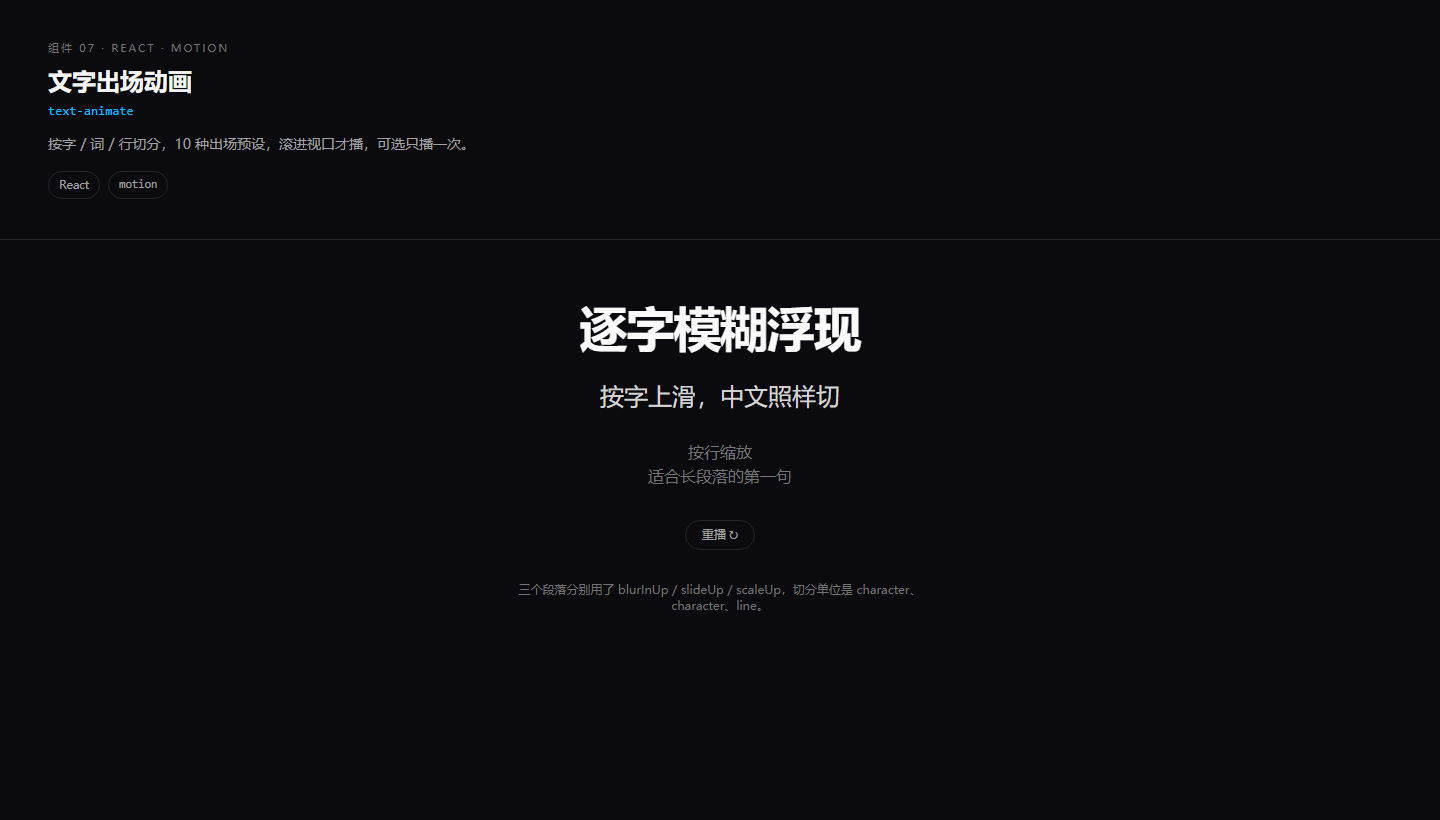 组件 07 · REACT · MOTION
文字出场动画
text-animate
按字 / 词 / 行切分，10 种出场预设，滚进视口才播，可选只播一次。
React
motion
逐字模糊浮现
按字上滑，中文照样切
按行缩放
适合长段落的第一句
重播 ↻
三个段落分别用了 blurInUp / slideUp / scaleUp，切分单位是 character、
character、line。